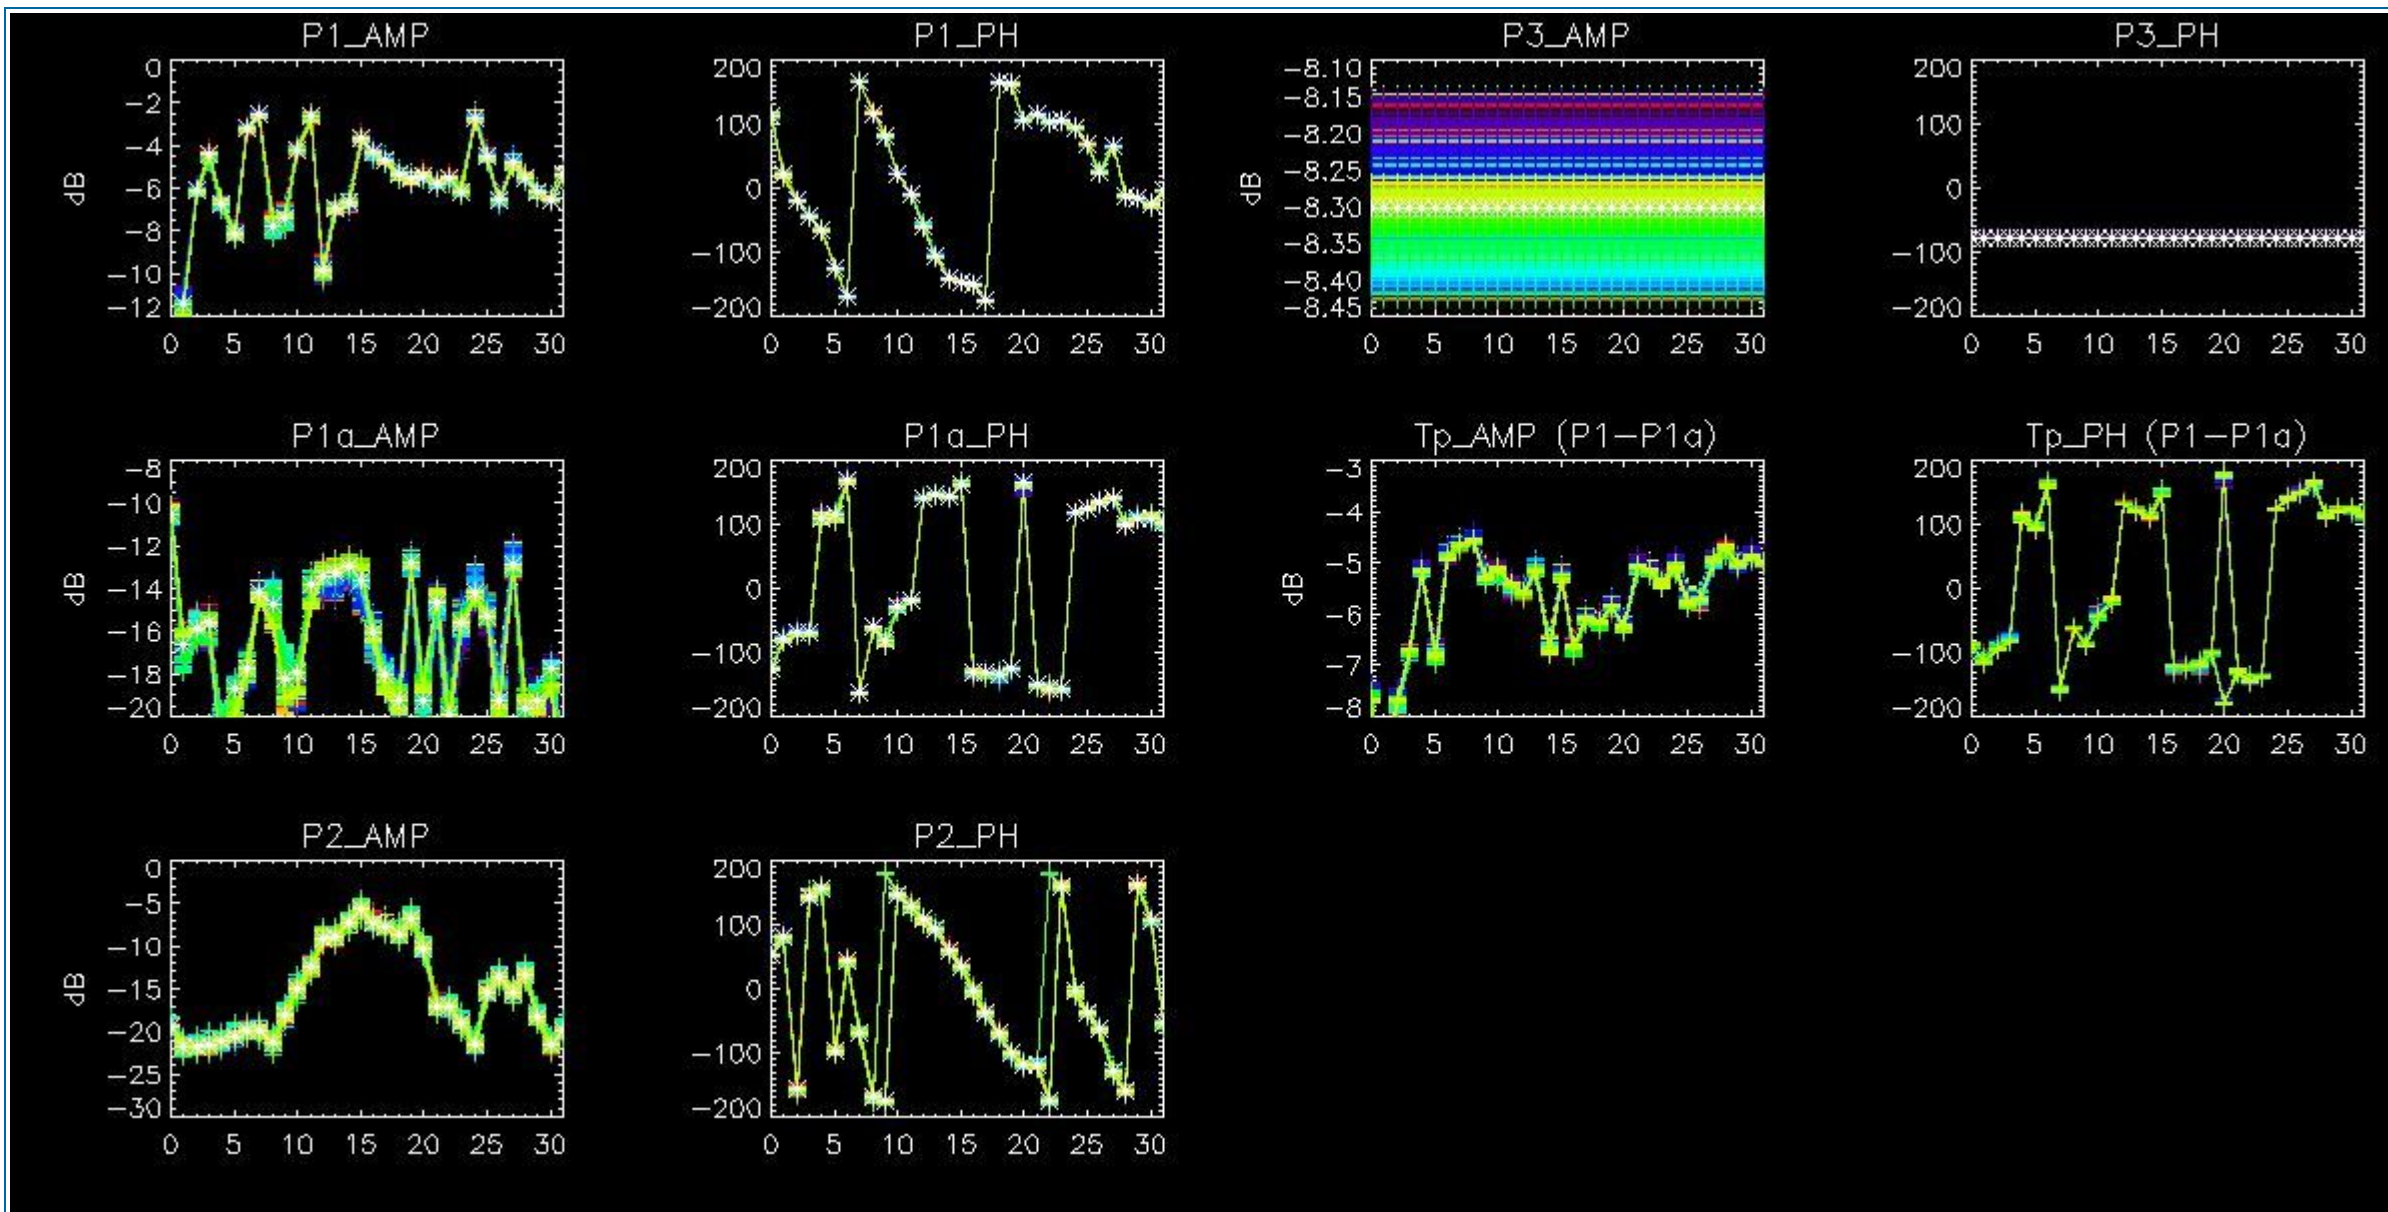 P1_AMP
0
−2
−4
−6
−8
−10
−12
dB
0 5 10 15 20 25 30
P1_PH
200
100
0
−100
−200
0 5 10 15 20 25 30
P3_AMP
−8.10
−8.15
−8.20
−8.25
−8.30
−8.35
−8.40
−8.45
dB
0 5 10 15 20 25 30
P3_PH
200
100
0
−100
−200
0 5 10 15 20 25 30
P1a_AMP
−8
−10
−12
−14
−16
−18
−20
dB
0 5 10 15 20 25 30
P1a_PH
200
100
0
−100
−200
0 5 10 15 20 25 30
Tp_AMP (P1−P1a)
−3
−4
−5
−6
−7
−8
dB
0 5 10 15 20 25 30
Tp_PH (P1−P1a)
200
100
0
−100
−200
0 5 10 15 20 25 30
P2_AMP
0
−5
−10
−15
−20
−25
−30
dB
0 5 10 15 20 25 30
P2_PH
200
100
0
−100
−200
0 5 10 15 20 25 30